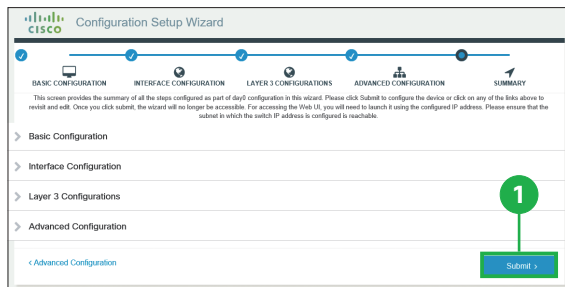 CISCO
Configuration Setup Wizard
BASIC CONFIGURATION
INTERFACE CONFIGURATION
LAYER 3 CONFIGURATIONS
ADVANCED CONFIGURATION
SUMMARY
This screen provides the summary of all the steps configured as part of day0 configuration in this wizard. Please click Submit to configure the device or click on any of the links above to
revisit and edit. Once you click submit, the wizard will no longer be accessible. For accessing the Web UI, you will need to launch it using the configured IP address. Please ensure that the
subnet in which the switch IP address is configured is reachable.
Basic Configuration
Interface Configuration
Layer 3 Configurations
Advanced Configuration
1
< Advanced Configuration
Submit >